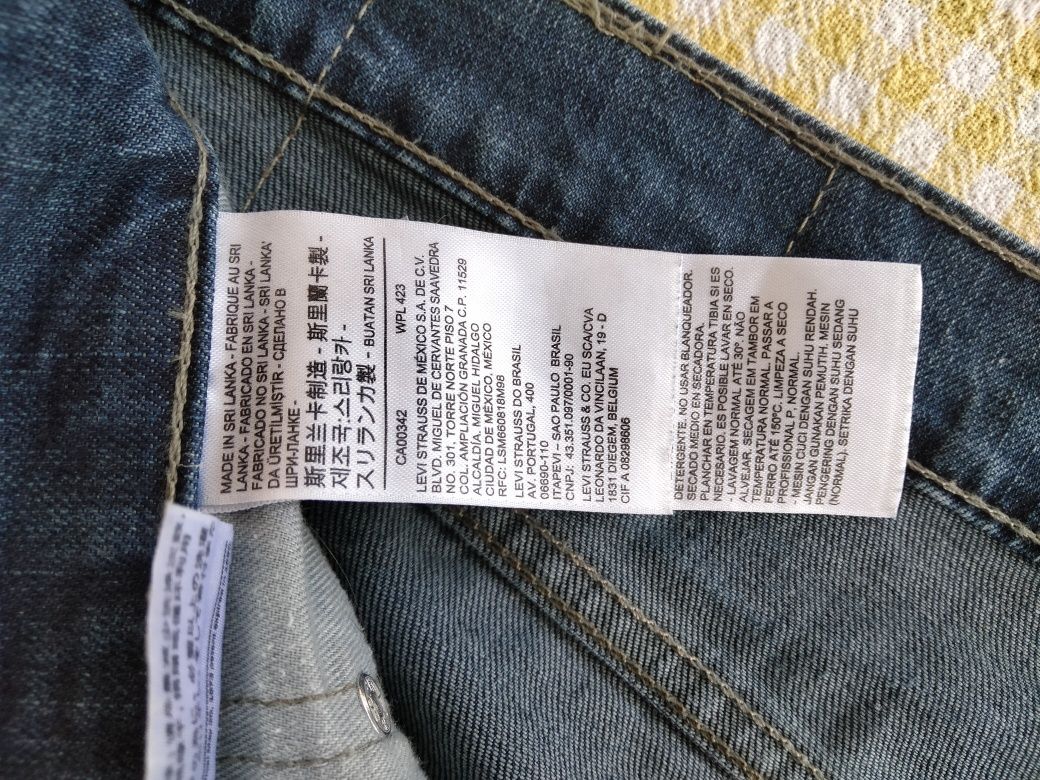 MADE IN SRI LANKA - FABRIQUE AU SRI
LANKA - FABRICADO EN SRI LANKA -
FABRICADO NO SRI LANKA - SRI LANKA'
DA ÜRETİLMİSTİR - СДЕЛАНО В
ШРИ-ЛАНКЕ -
斯里兰卡制造 - 斯里蘭卡製 -
제조국:스리랑카 -
スリランカ製 - BUATAN SRI LANKA
CA00342 WPL 423
LEVI STRAUSS DE MÉXICO S.A. DE C.V.
BLVD. MIGUEL DE CERVANTES SAAVEDRA
NO. 301, TORRE NORTE PISO 7
COL. AMPLIACIÓN GRANADA C.P. 11529
ALCALDÍA. MIGUEL HIDALGO
CIUDAD DE MÉXICO. MÉXICO
RFC: LSM660818M98
LEVI STRAUSS DO BRASIL
AV. PORTUGAL, 400
06690-110
ITAPEVI – SAO PAULO BRASIL
CNPJ: 43.351.097/0001-90
LEVI STRAUSS & CO. EU SCACVA
LEONARDO DA VINCILAAN, 19 - D
1831 DIEGEM. BELGIUM
CIF A 08298606
DETERGENTE. NO USAR BLANQUEADOR.
SECADO MEDIO EN SECADORA.
PLANCHAR EN TEMPERATURA TIBIA SI ES
NECESARIO. ES POSIBLE LAVAR EN SECO.
- LAVAGEM NORMAL ATÉ 30º. NÃO
ALVEJAR. SECAGEM EM TAMBOR EM
TEMPERATURA NORMAL. PASSAR A
FERRO ATÉ 150ºC. LIMPEZA A SECO
PROFISSIONAL P, NORMAL.
- MESIN CUCI DENGAN SUHU RENDAH.
JANGAN GUNAKAN PEMUTIH. MESIN
PENGERING DENGAN SUHU SEDANG
(NORMAL). SETRIKA DENGAN SUHU